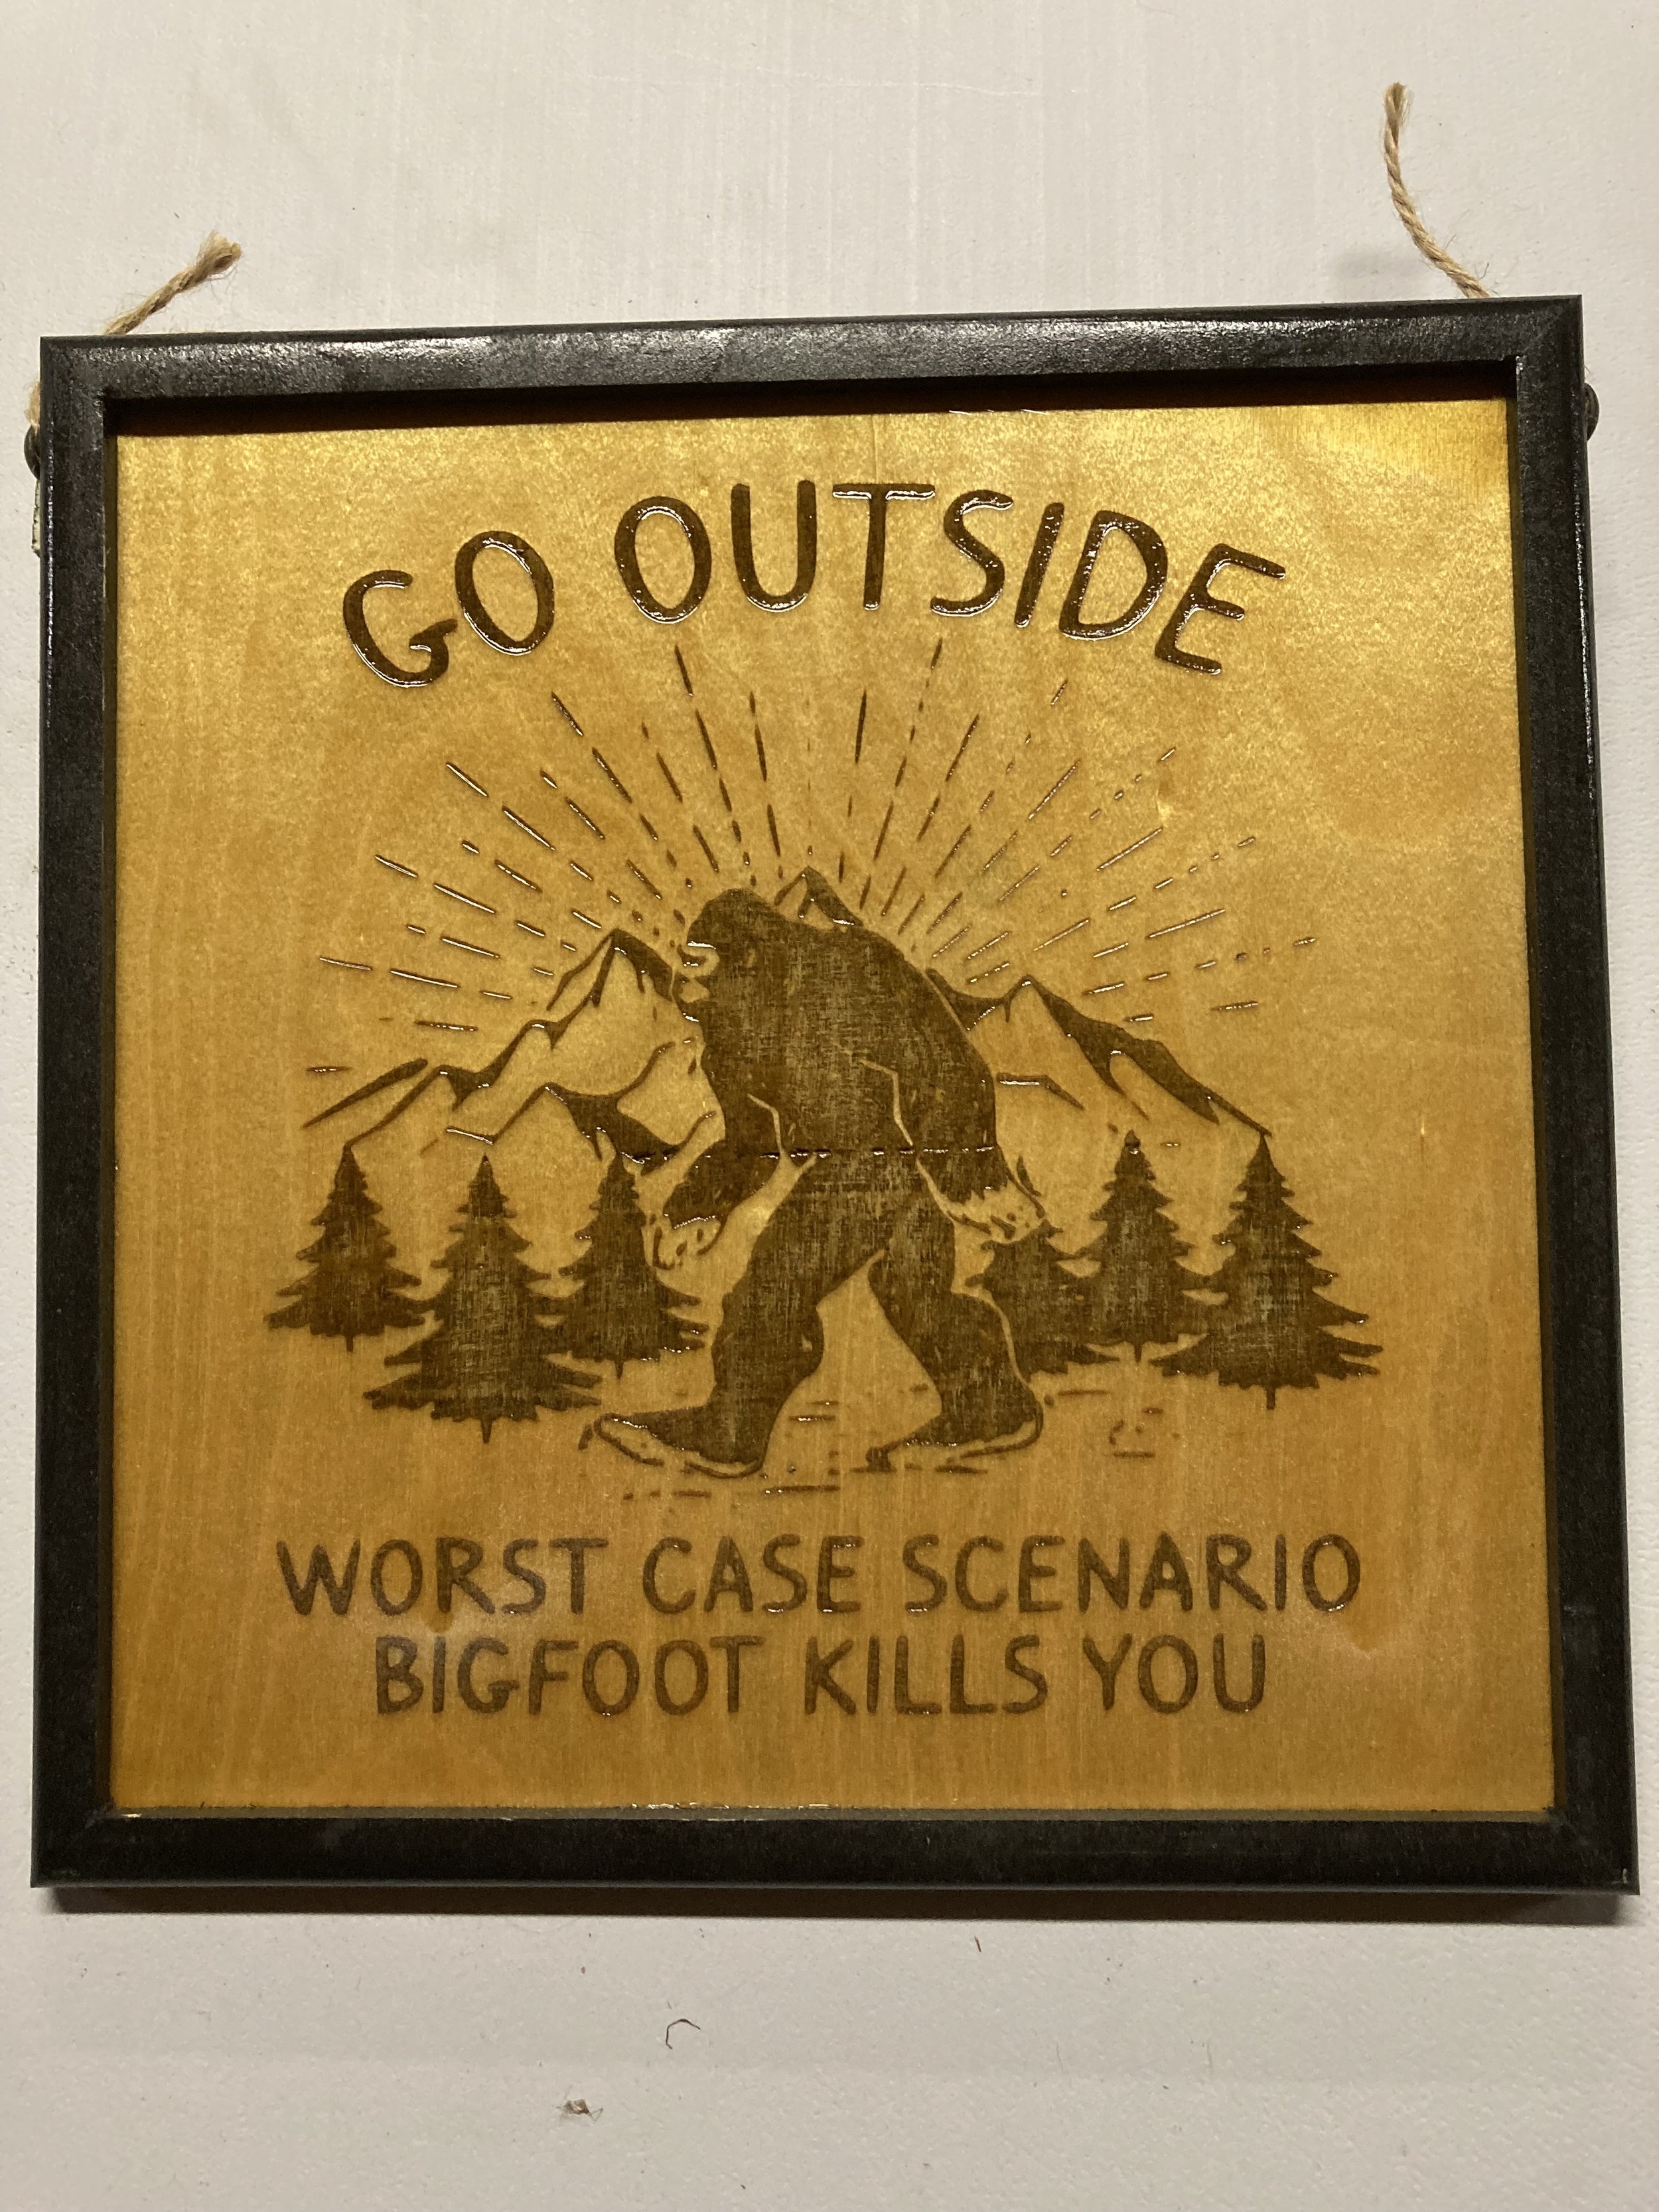 GO OUTSIDE
WORST CASE SCENARIO
BIGFOOT KILLS YOU